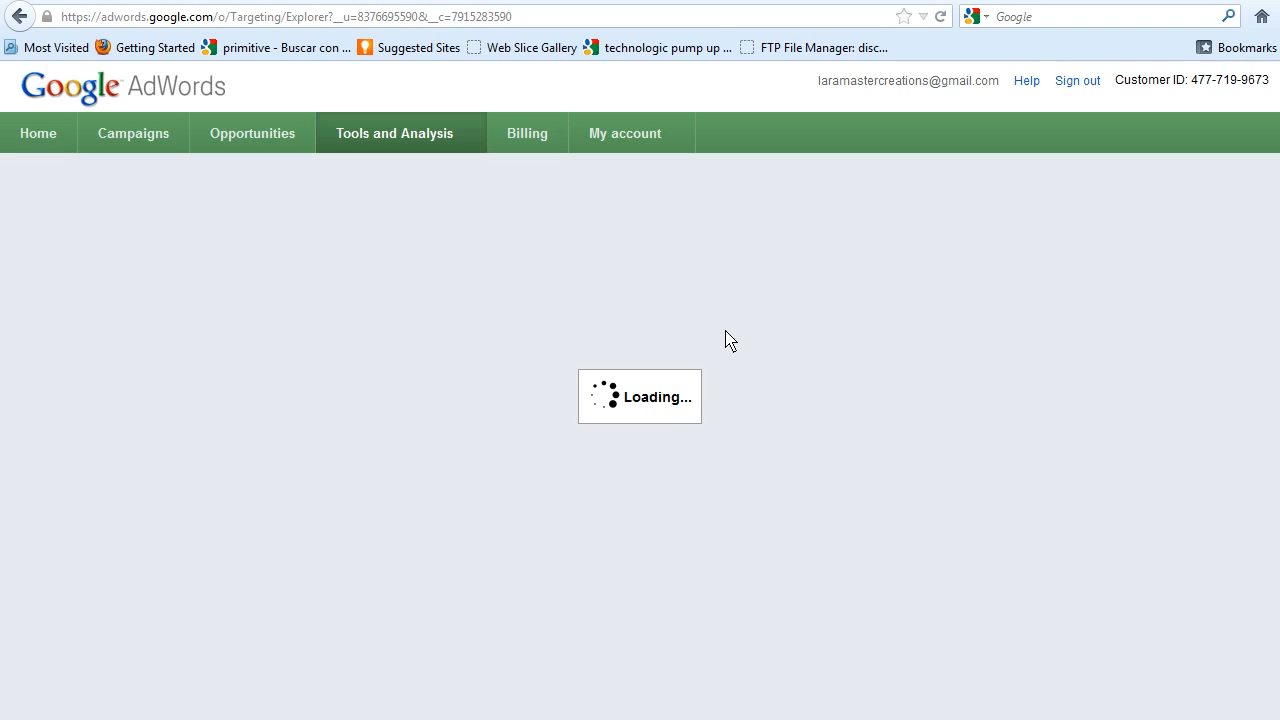 https://adwords.google.com/o/Targeting/Explorer?__u=8376695590&__c=7915283590
Google
Most Visited Getting Started primitive - Buscar con ... Suggested Sites Web Slice Gallery technologic pump up ... FTP File Manager: disc... Bookmarks
Google AdWords
laramastercreations@gmail.com Help Sign out Customer ID: 477-719-9673
Home Campaigns Opportunities Tools and Analysis Billing My account
Loading...